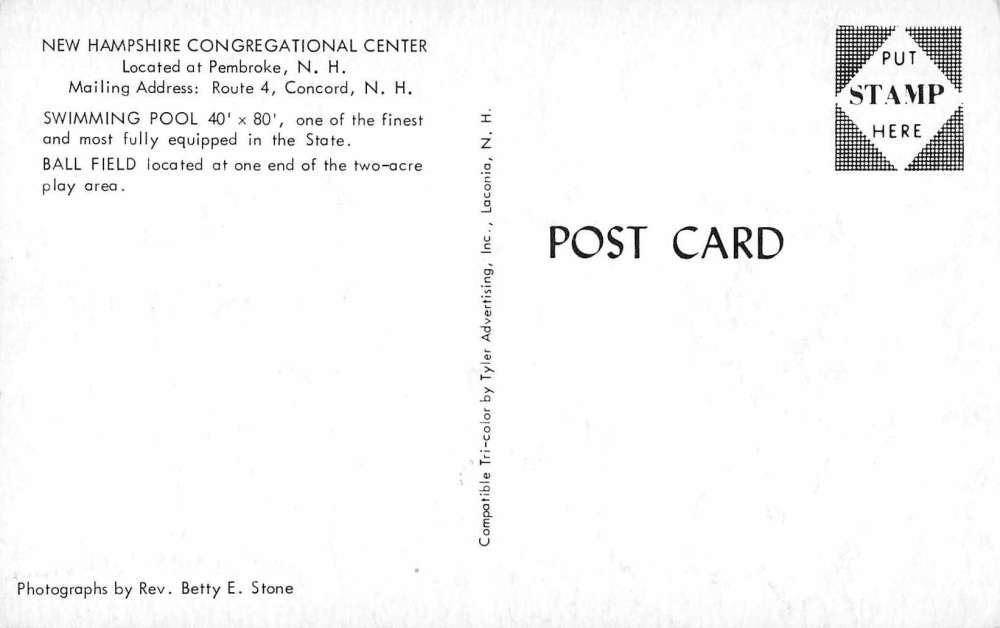 NEW HAMPSHIRE CONGREGATIONAL CENTER
Located at Pembroke, N. H.
Mailing Address: Route 4, Concord, N. H.
SWIMMING POOL 40' x 80', one of the finest
and most fully equipped in the State.
BALL FIELD located at one end of the two-acre
play area.
Photographs by Rev. Betty E. Stone
Compatible Tri-color by Tyler Advertising, Inc., Laconia, N. H.
PUT
STAMP
HERE
POST CARD